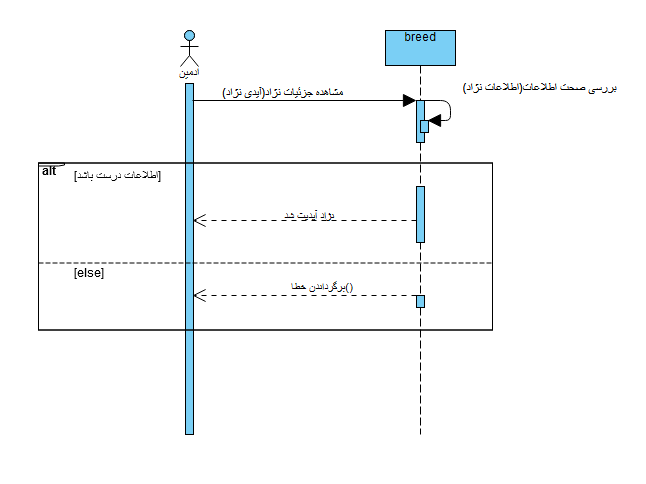 breed
ادمین
مشاهده جزئیات نژاد(آیدی نژاد)
بررسی صحت اطلاعات(اطلاعات نژاد)
alt
[اطلاعات درست باشد]
نژاد آپدیت شد
[else]
برگرداندن خطا()